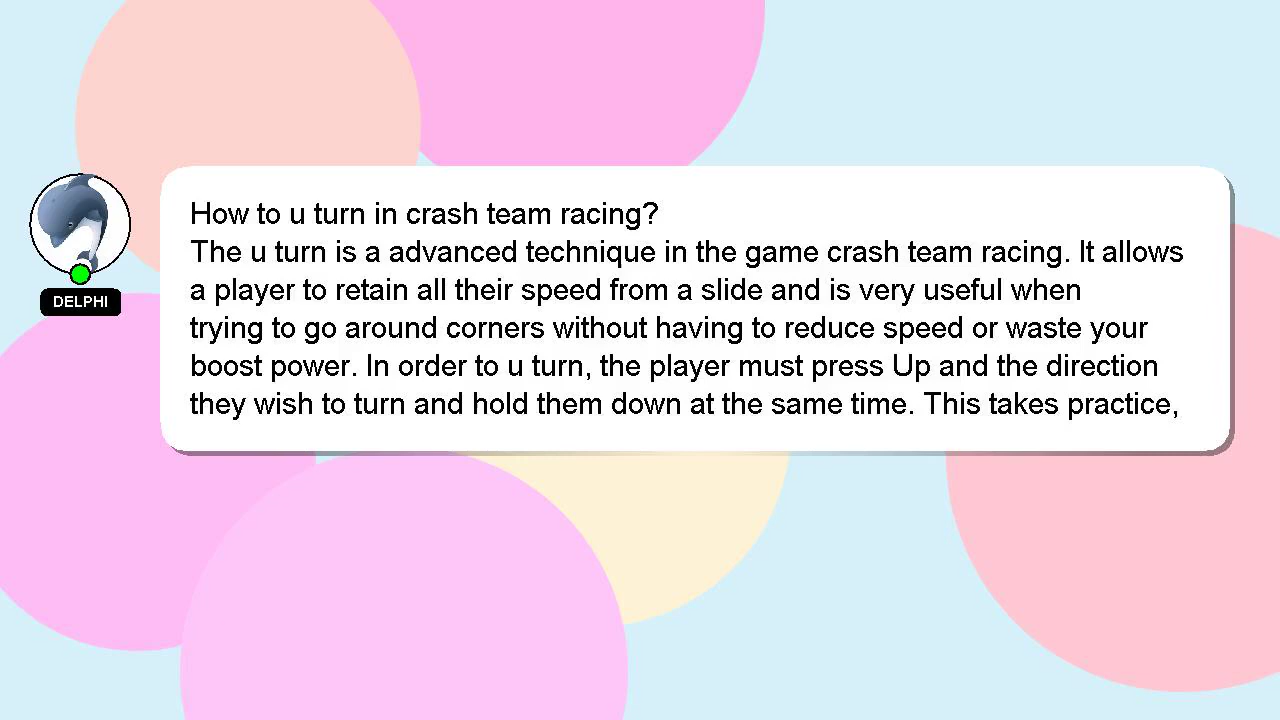 How to u turn in crash team racing?
The u turn is a advanced technique in the game crash team racing. It allows
a player to retain all their speed from a slide and is very useful when
trying to go around corners without having to reduce speed or waste your
boost power. In order to u turn, the player must press Up and the direction
they wish to turn and hold them down at the same time. This takes practice,
DELPHI